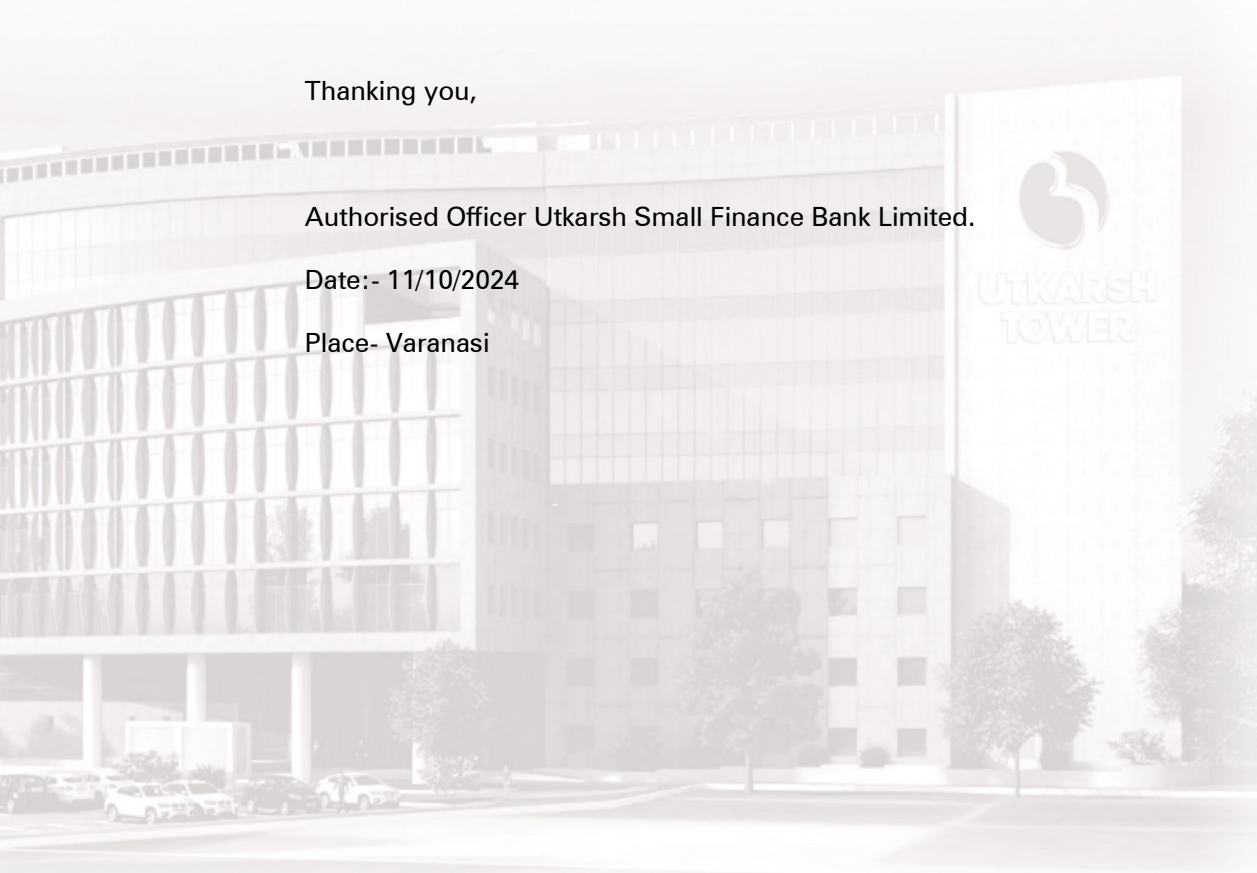 Thanking you,
Authorised Officer Utkarsh Small Finance Bank Limited.
Date:- 11/10/2024
Place- Varanasi
UTKARSH
TOWER